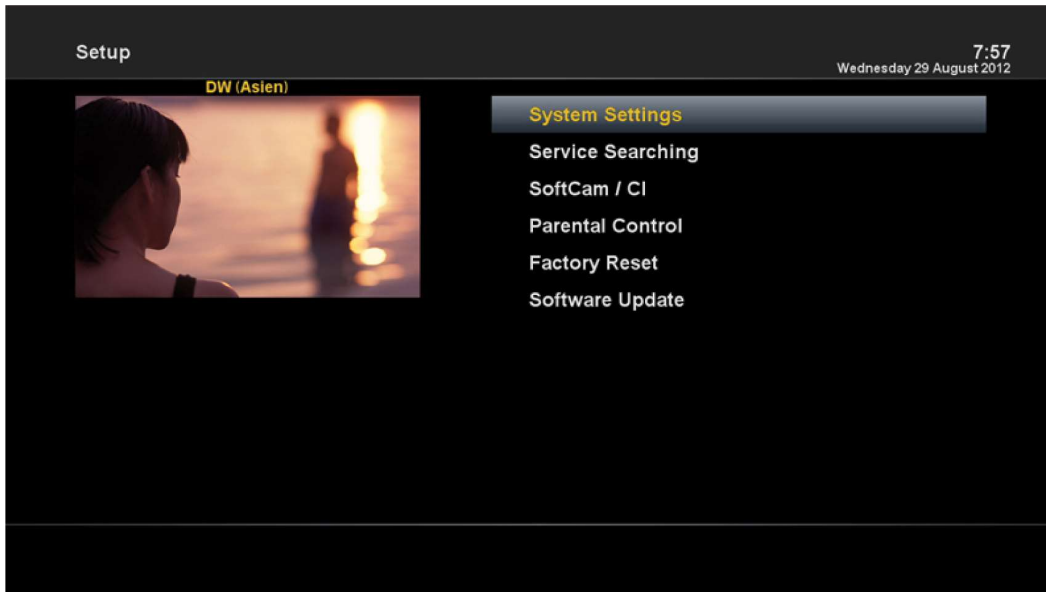 Setup
7:57
Wednesday 29 August 2012
DW (Asien)
System Settings
Service Searching
SoftCam / CI
Parental Control
Factory Reset
Software Update